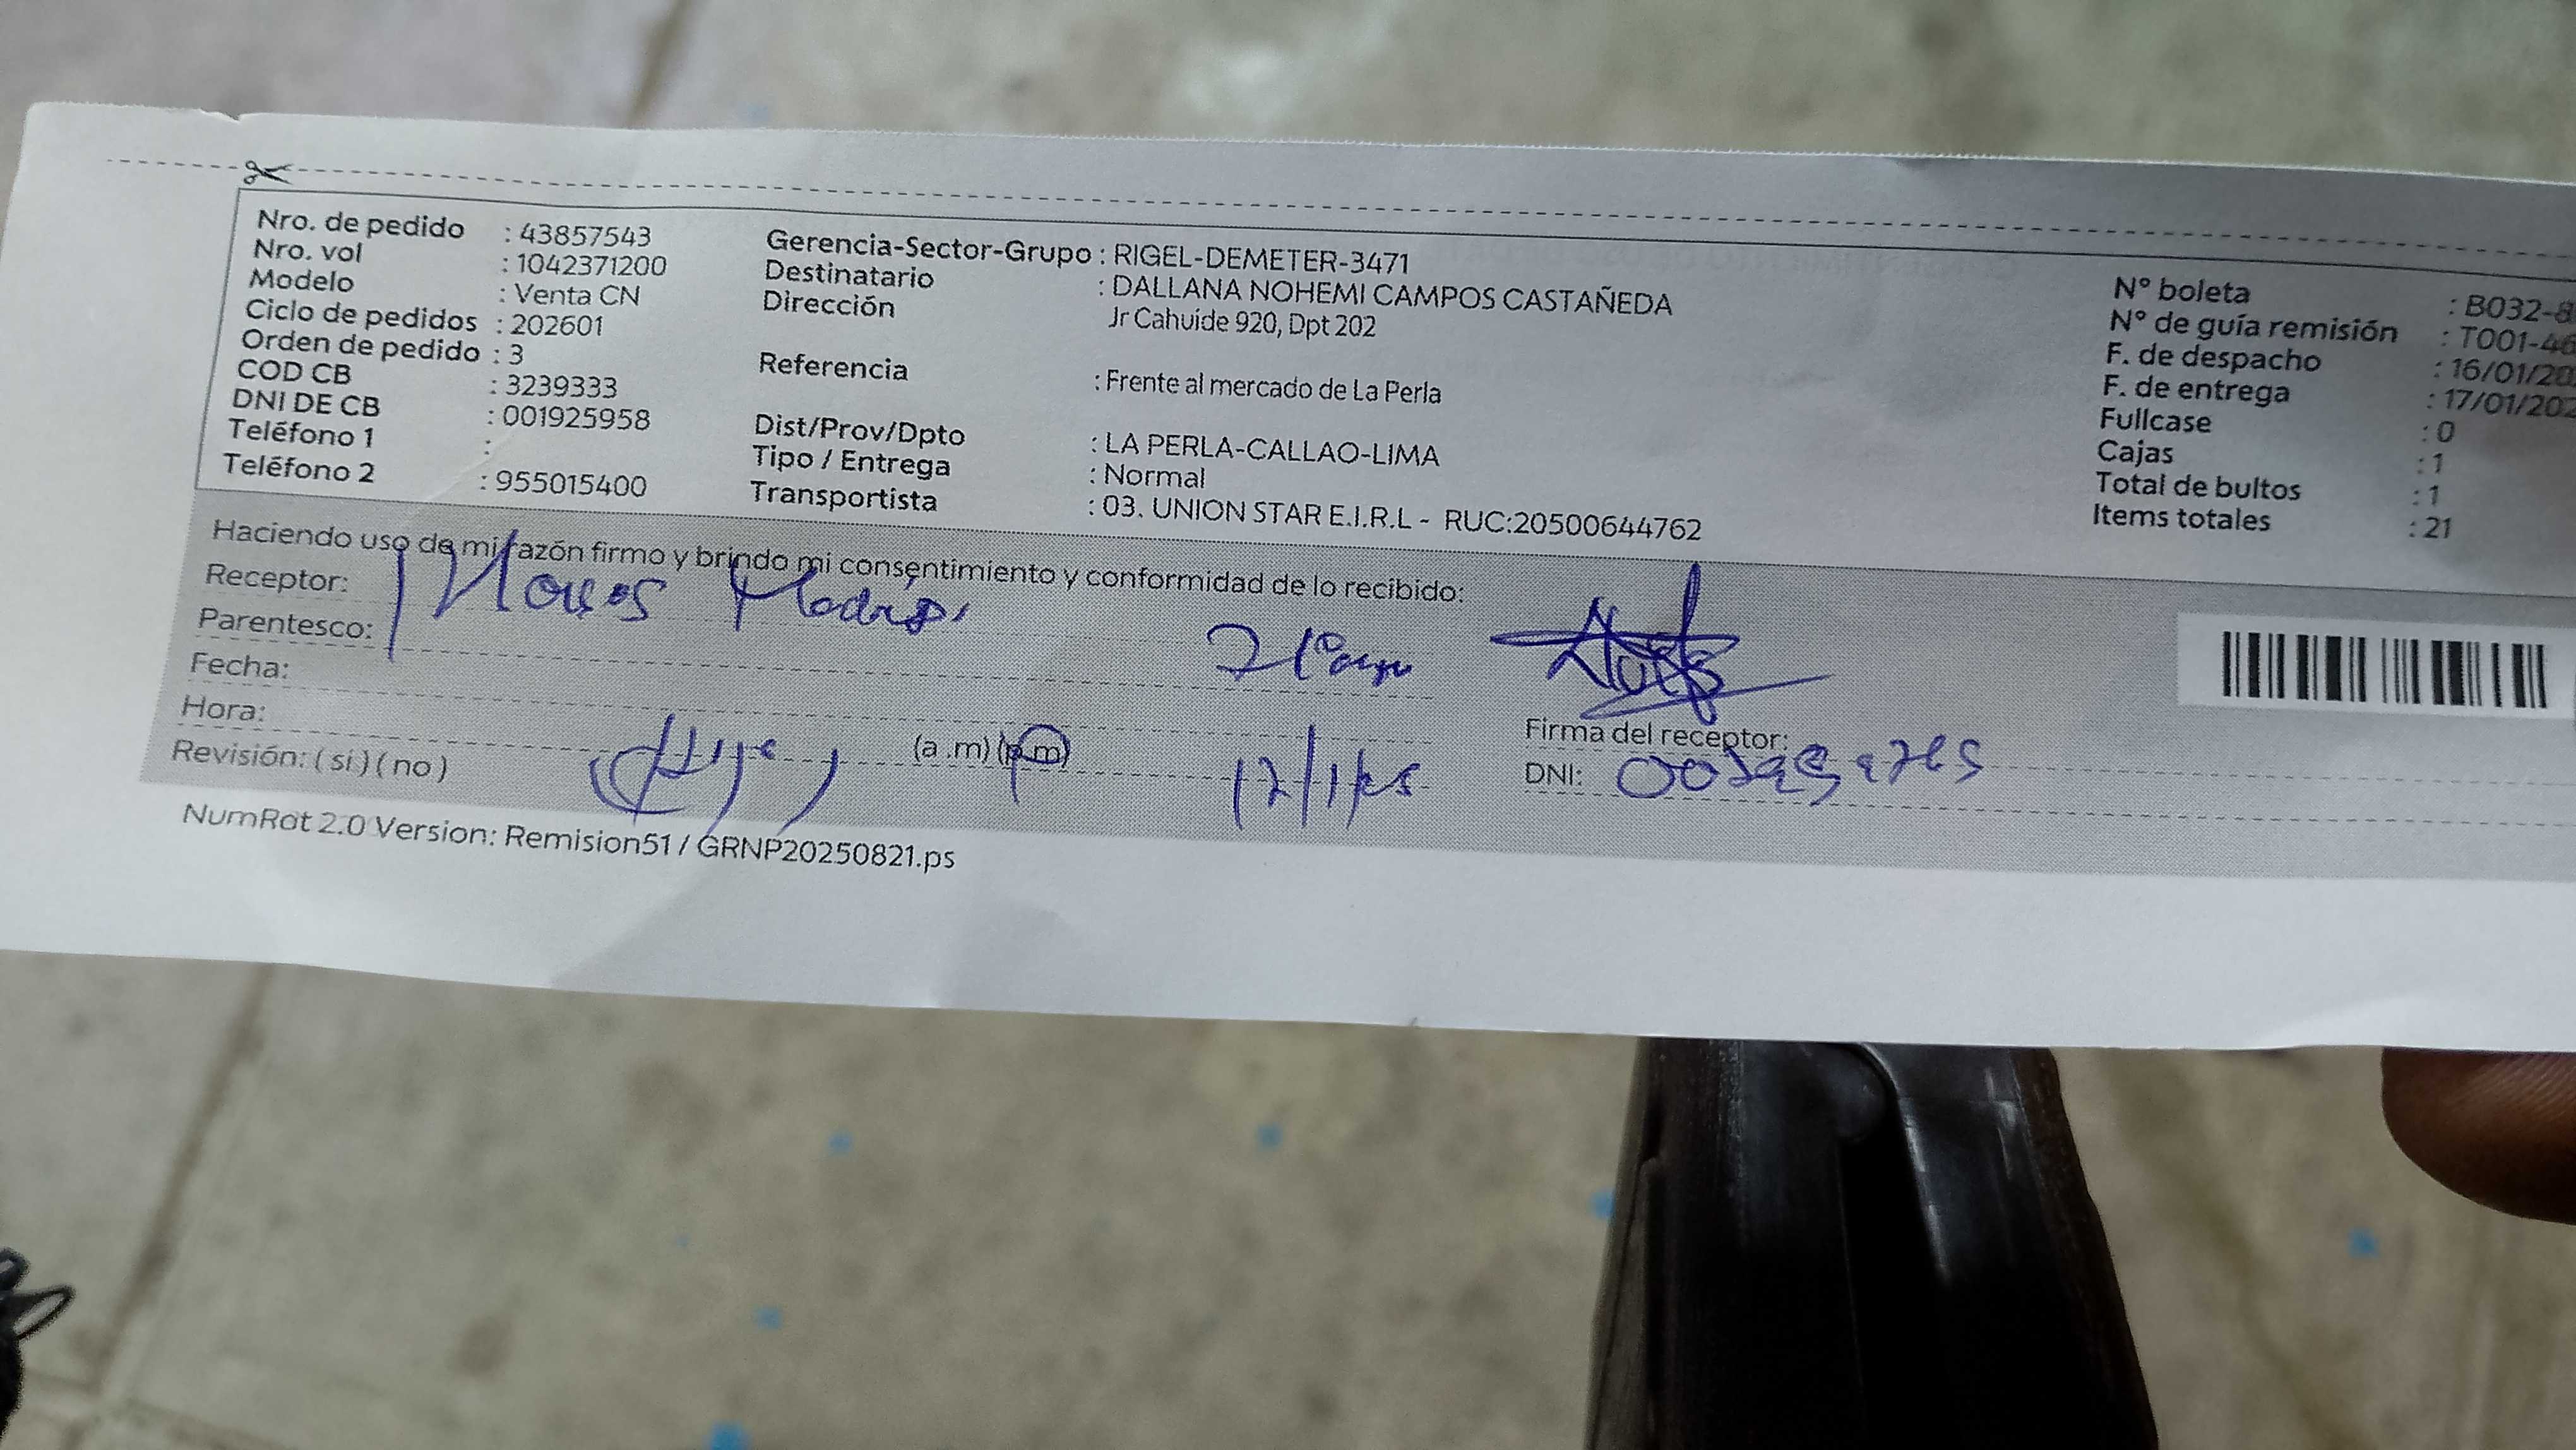 Nro. de pedido : 43857543
Nro. vol : 1042371200
Modelo : Venta CN
Ciclo de pedidos : 202601
Orden de pedido : 3
COD CB : 3239333
DNI DE CB : 001925958
Teléfono 1 :
Teléfono 2 : 955015400
Gerencia-Sector-Grupo : RIGEL-DEMETER-3471
Destinatario : DALLANA NOHEMI CAMPOS CASTAÑEDA
Dirección Jr Cahuide 920, Dpt 202
Referencia : Frente al mercado de La Perla
Dist/Prov/Dpto : LA PERLA-CALLAO-LIMA
Tipo / Entrega : Normal
Transportista : 03. UNION STAR E.I.R.L - RUC:20500644762
N° boleta : B032-8
N° de guía remisión : T001-46
F. de despacho : 16/01/20
F. de entrega : 17/01/202
Fullcase : 0
Cajas : 1
Total de bultos : 1
Items totales : 21
Haciendo uso de mi razón firmo y brindo mi consentimiento y conformidad de lo recibido:
Receptor:
Parentesco:
Fecha:
Hora: (a .m) (p.m)
Revisión: ( si ) ( no )
Firma del receptor:
DNI:
NumRot 2.0 Version: Remision51 / GRNP20250821.ps